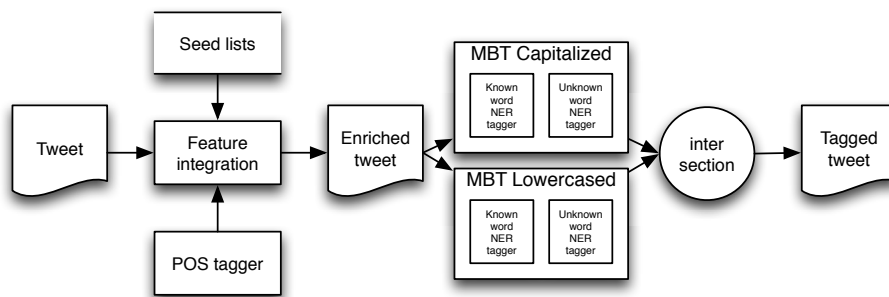 Seed lists
Tweet
Feature
integration
POS tagger
Enriched
tweet
MBT Capitalized
Known
word
NER
tagger
Unknown
word
NER
tagger
MBT Lowercased
Known
word
NER
tagger
Unknown
word
NER
tagger
inter
section
Tagged
tweet